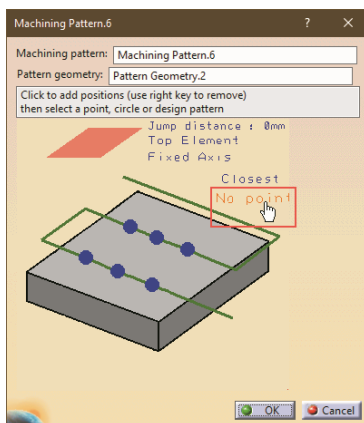 Machining Pattern.6 ? ×
Machining pattern: Machining Pattern.6
Pattern geometry: Pattern Geometry.2
Click to add positions (use right key to remove)
then select a point, circle or design pattern
Jump distance : 0mm
Top Element
Fixed Axis
Closest
No point
OK Cancel